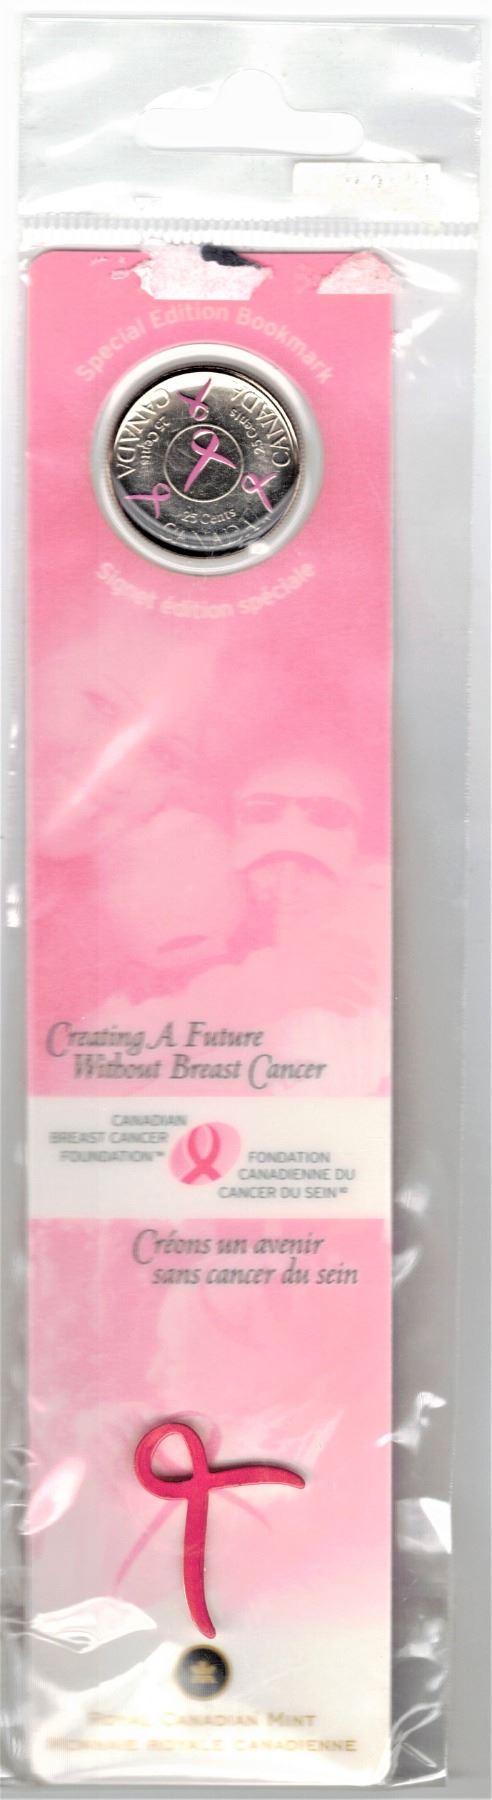 Special Edition Bookmark
CANADA
25 Cents
CANADA
25 Cents
25 Cents
CANADA
Signet édition spéciale
Creating A Future
Without Breast Cancer
CANADIAN
BREAST CANCER
FOUNDATION™
FONDATION
CANADIENNE DU
CANCER DU SEIN MD
Créons un avenir
sans cancer du sein
ROYAL CANADIAN MINT
MONNAIE ROYALE CANADIENNE